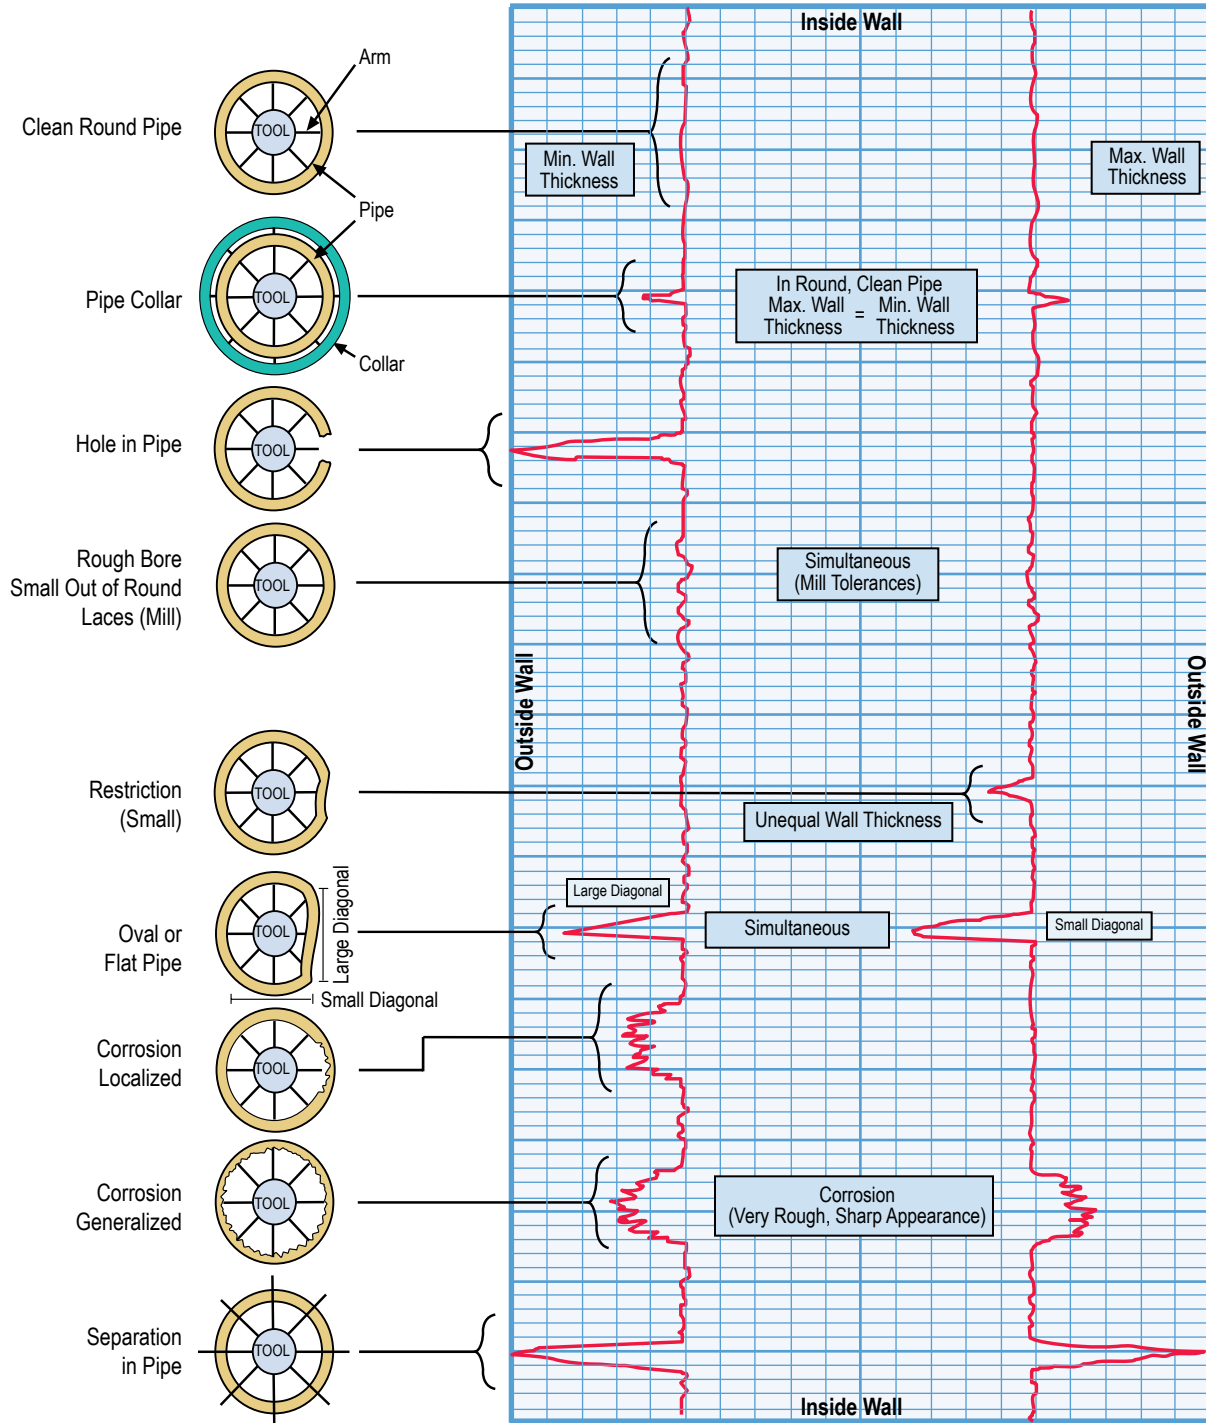 Inside Wall
Arm
Clean Round Pipe
TOOL
Min. Wall
Thickness
Max. Wall
Thickness
Pipe
Pipe Collar
TOOL
In Round, Clean Pipe
Max. Wall
Thickness
=
Min. Wall
Thickness
Collar
Hole in Pipe
TOOL
Rough Bore
Small Out of Round
Laces (Mill)
TOOL
Simultaneous
(Mill Tolerances)
Outside Wall
Outside Wall
Restriction
(Small)
TOOL
Unequal Wall Thickness
Large Diagonal
Oval or
Flat Pipe
TOOL
Large Diagonal
Small Diagonal
Simultaneous
Small Diagonal
Corrosion
Localized
TOOL
Corrosion
Generalized
TOOL
Corrosion
(Very Rough, Sharp Appearance)
Separation
in Pipe
TOOL
Inside Wall